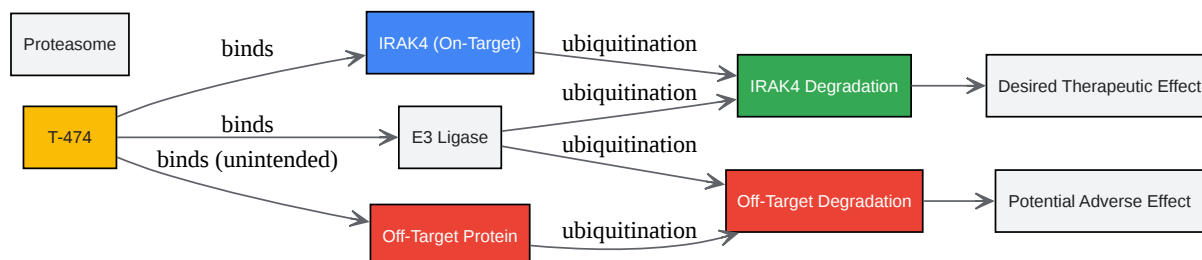 Proteasome
T-474
binds
binds
binds (unintended)
IRAK4 (On-Target)
E3 Ligase
Off-Target Protein
ubiquitination
ubiquitination
ubiquitination
ubiquitination
IRAK4 Degradation
Off-Target Degradation
Desired Therapeutic Effect
Potential Adverse Effect